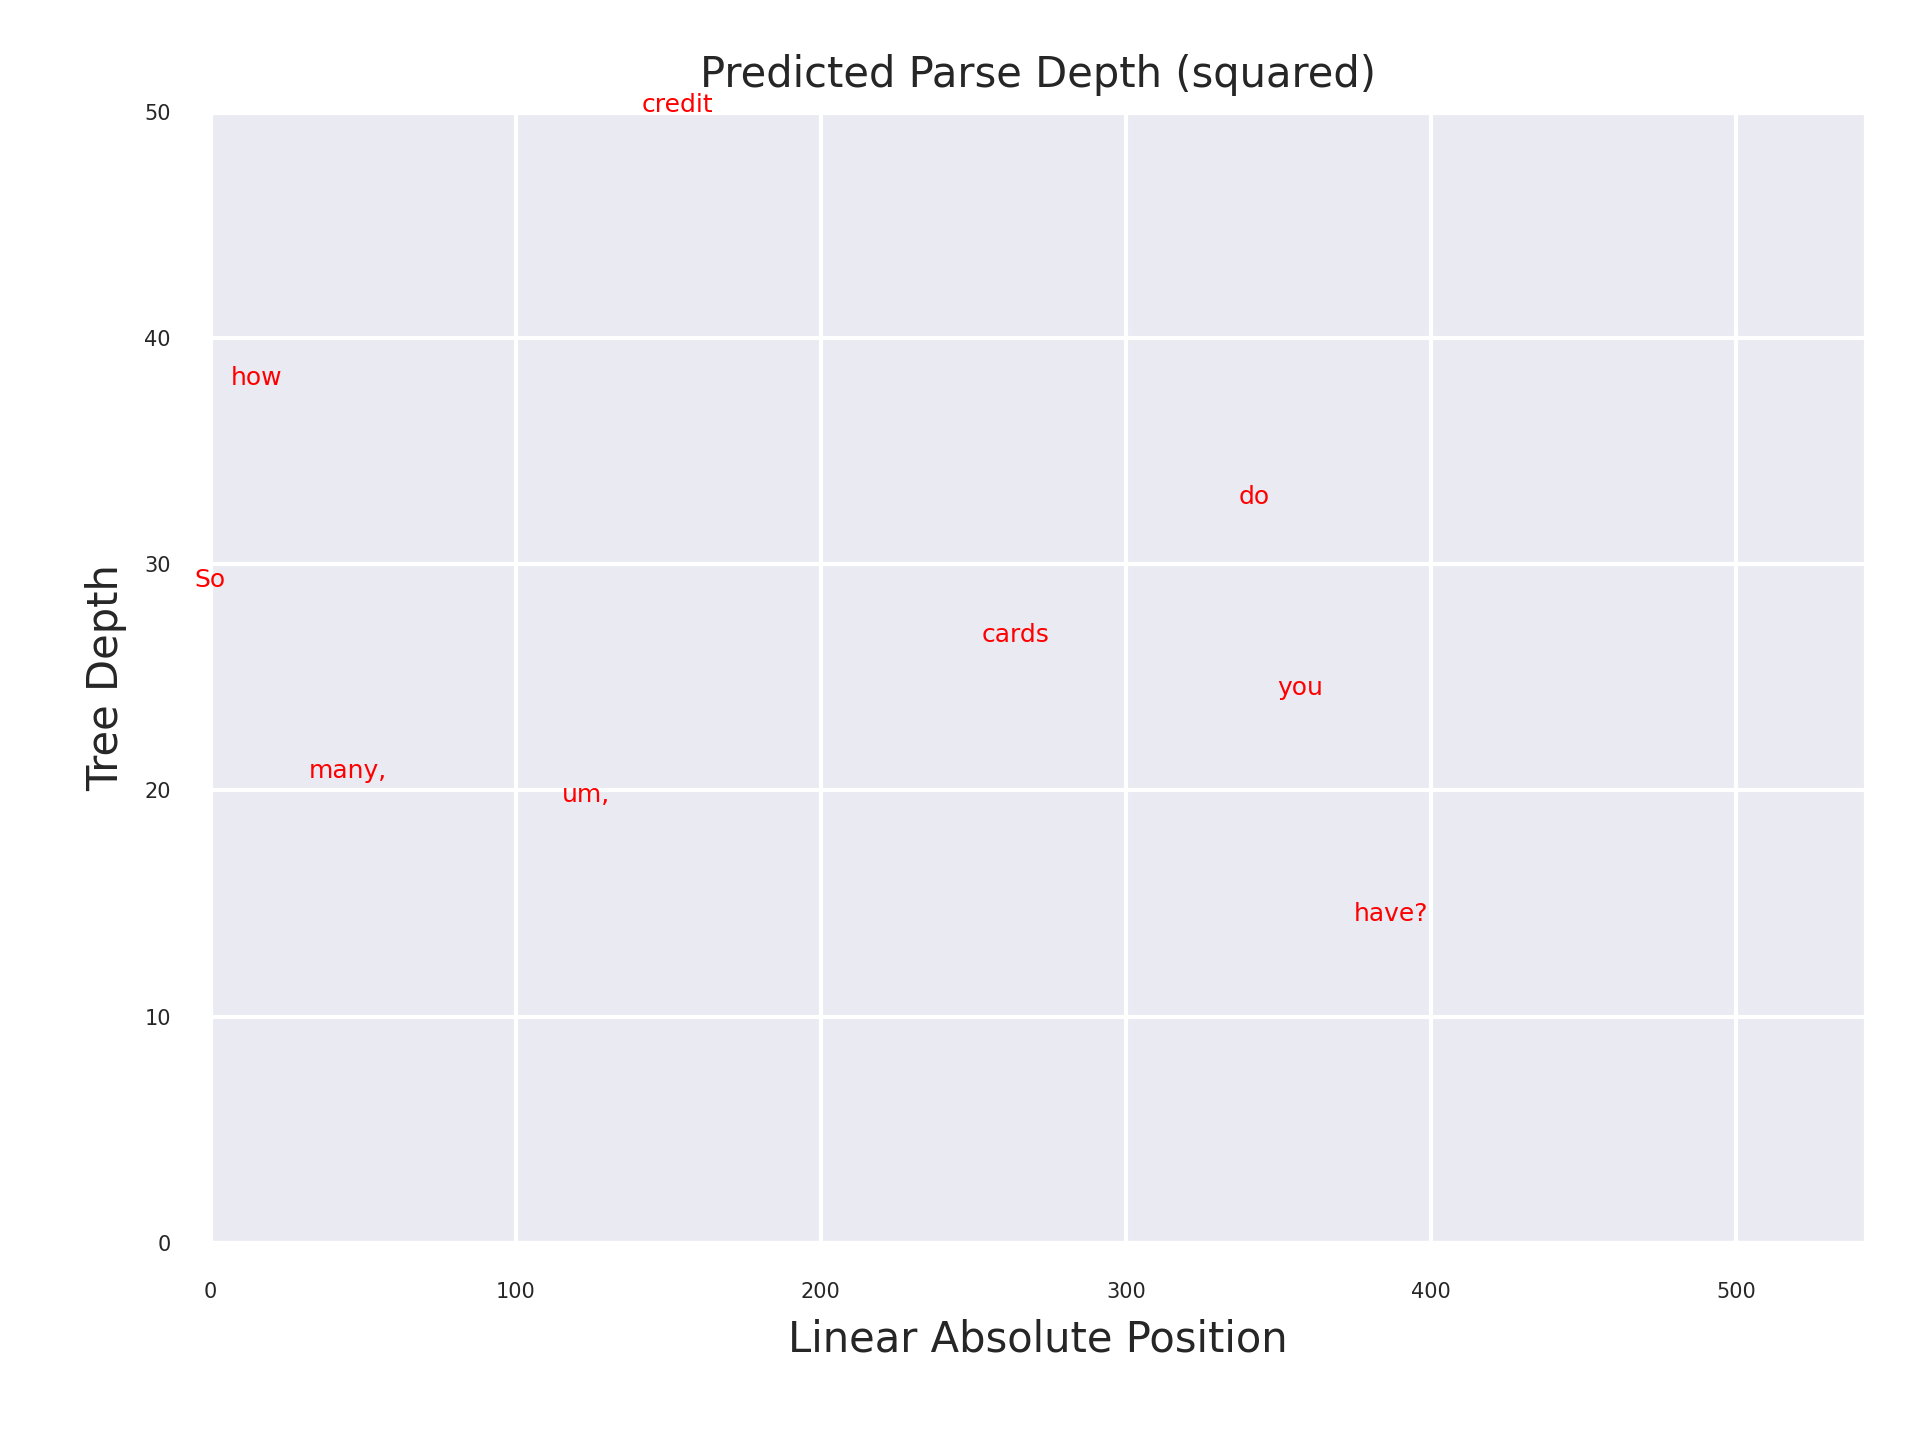 Predicted Parse Depth (squared)
credit
50
40
how
do
30
So
cards
you
many,
20
um,
have?
10
0
Tree Depth
0 100 200 300 400 500
Linear Absolute Position